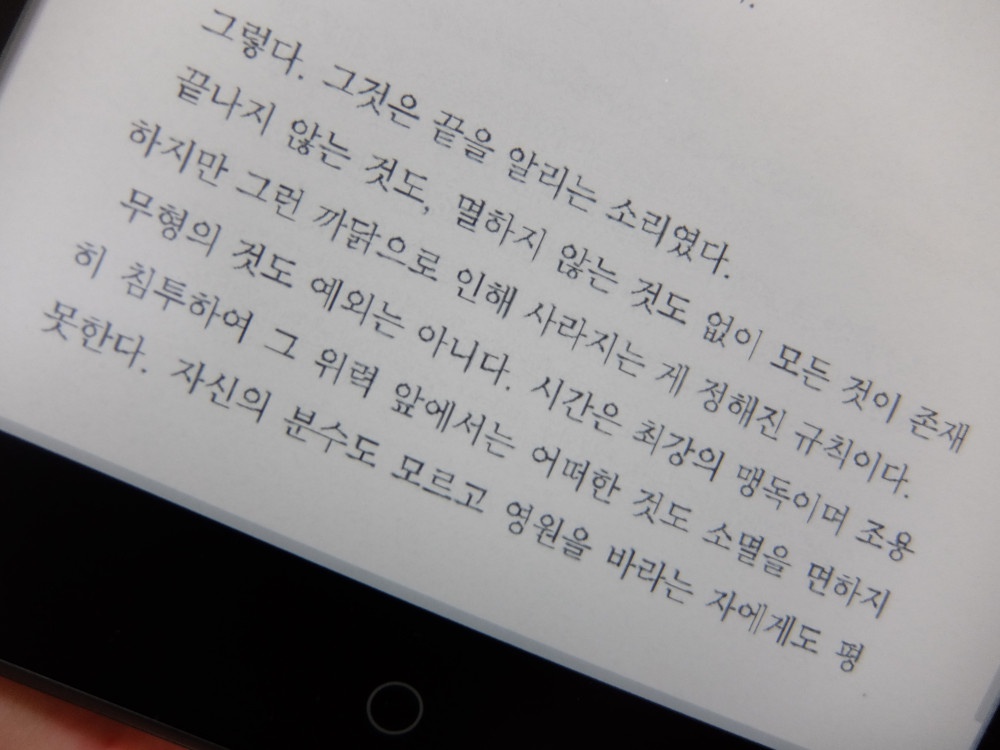 그렇다. 그것은 끝을 알리는 소리였다.
끝나지 않는 것도, 멸하지 않는 것도 없이 모든 것이 존재
하지만 그런 까닭으로 인해 사라지는 게 정해진 규칙이다.
무형의 것도 예외는 아니다. 시간은 최강의 맹독이며 조용
히 침투하여 그 위력 앞에서는 어떠한 것도 소멸을 면하지
못한다. 자신의 분수도 모르고 영원을 바라는 자에게도 평